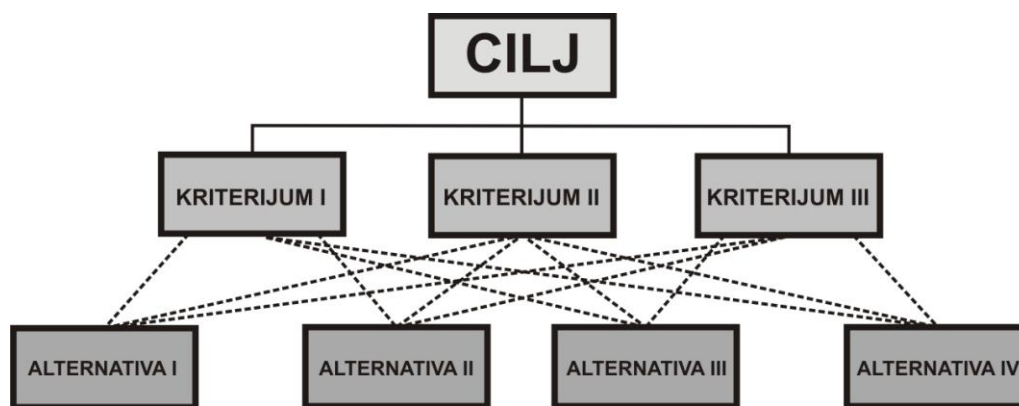 CILJ
KRITERIJUM I
KRITERIJUM II
KRITERIJUM III
ALTERNATIVA I
ALTERNATIVA II
ALTERNATIVA III
ALTERNATIVA IV